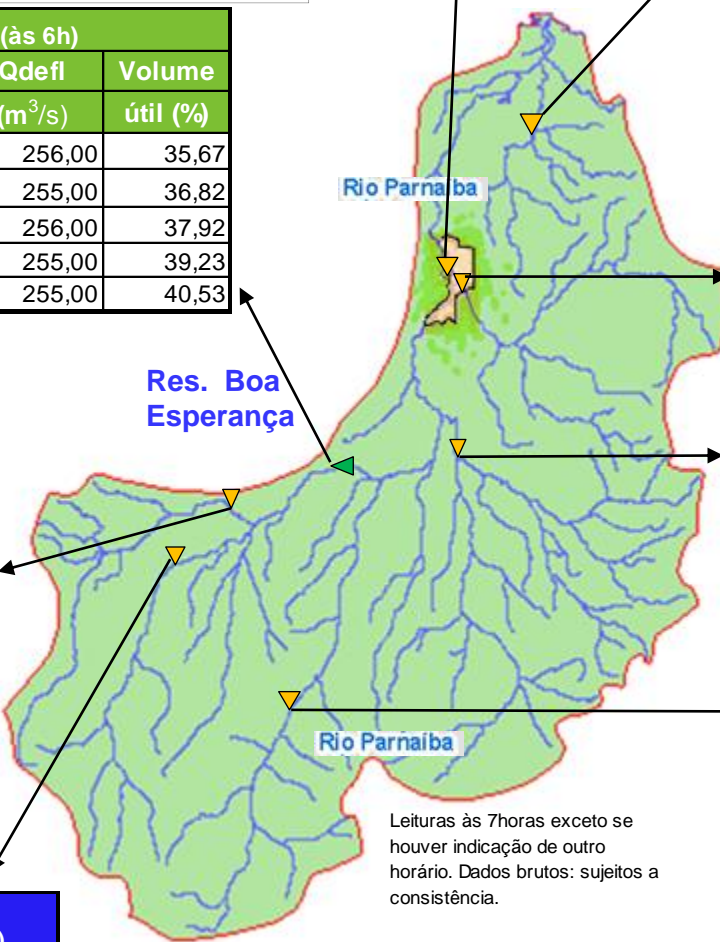 (às 6h)
Qdefl Volume
(m³/s) útil (%)
256,00 35,67
255,00 36,82
256,00 37,92
255,00 39,23
255,00 40,53
Rio Parnaíba
Res. Boa
Esperança
Rio Parnaíba
Leituras às 7horas exceto se
houver indicação de outro
horário. Dados brutos: sujeitos a
consistência.